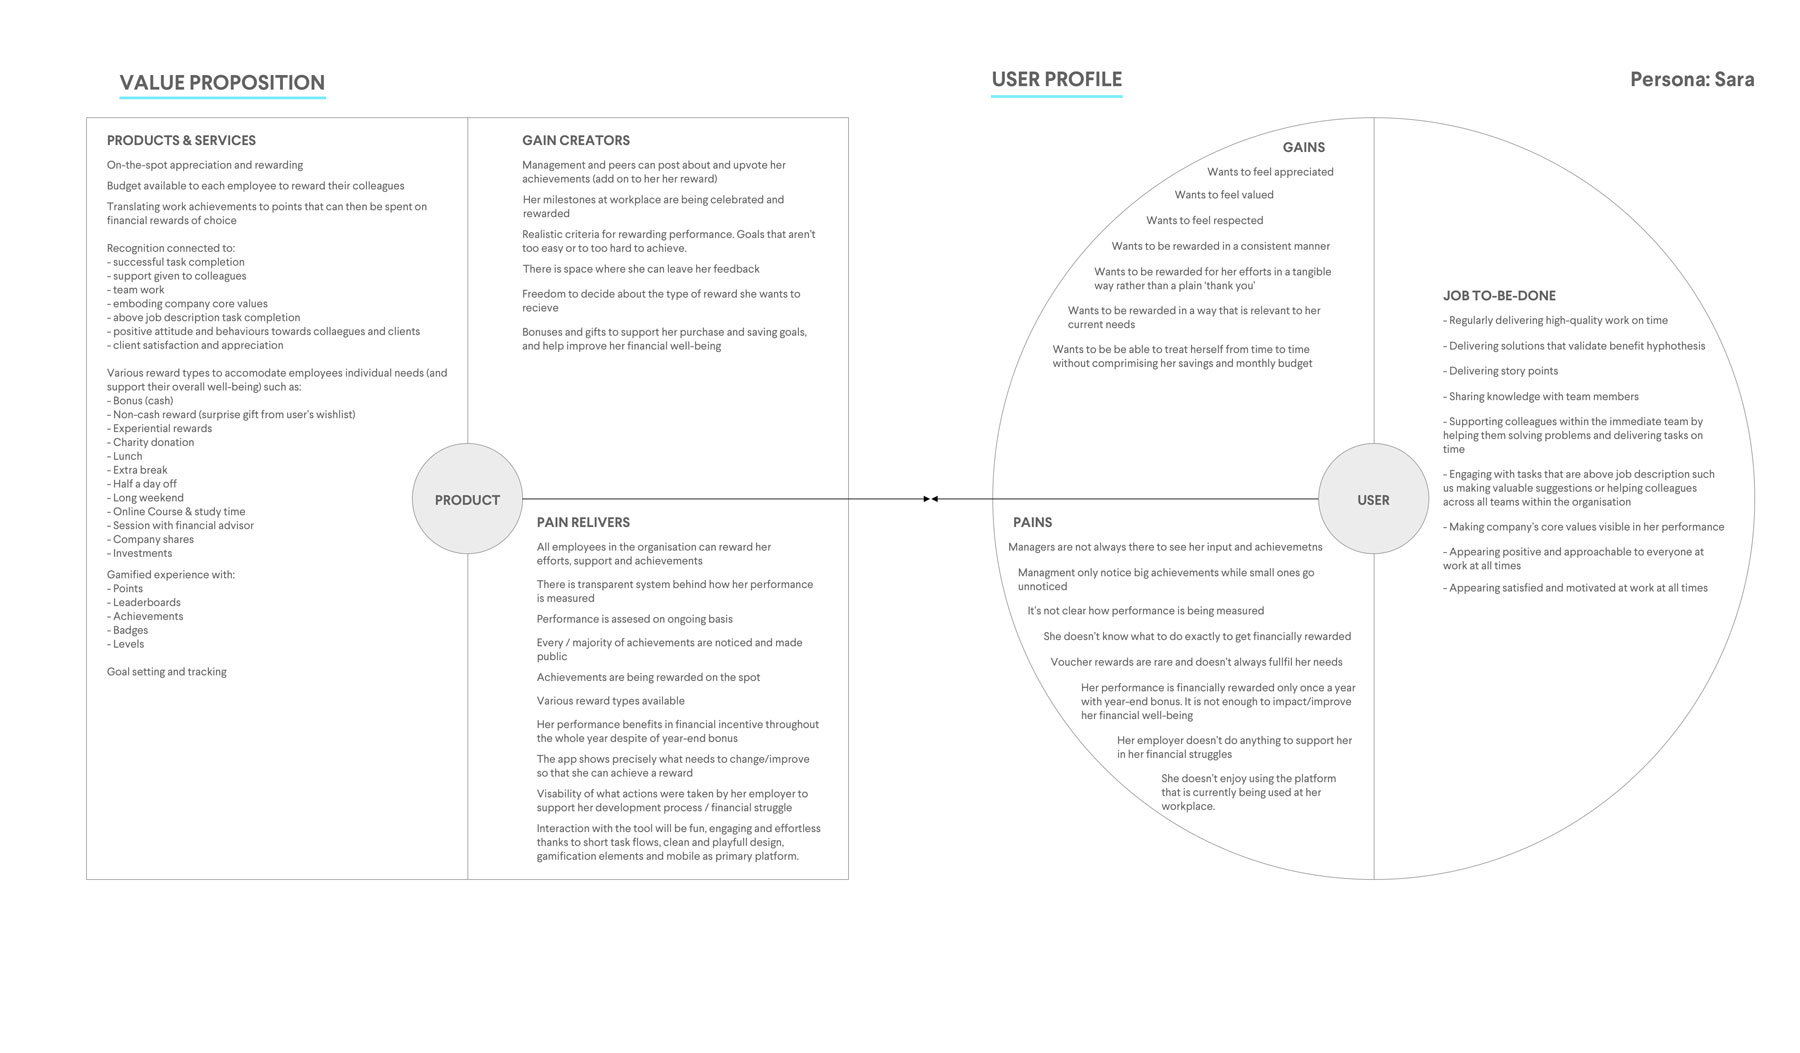 VALUE PROPOSITION
PRODUCTS & SERVICES
On-the-spot appreciation and rewarding
Budget available to each employee to reward their colleagues
Translating work achievements to points that can then be spent on
financial rewards of choice
Recognition connected to:
- successful task completion
- support given to colleagues
- team work
- emboding company core values
- above job description task completion
- positive attitude and behaviours towards collaegues and clients
- client satisfaction and appreciation
Various reward types to accomodate employees individual needs (and
support their overall well-being) such as:
- Bonus (cash)
- Non-cash reward (surprise gift from user's wishlist)
- Experiential rewards
- Charity donation
- Lunch
- Extra break
- Half a day off
- Long weekend
- Online Course & study time
- Session with financial advisor
- Company shares
- Investments
Gamified experience with:
- Points
- Leaderboards
- Achievements
- Badges
- Levels
Goal setting and tracking
PRODUCT
GAIN CREATORS
Management and peers can post about and upvote her
achievements (add on to her her reward)
Her milestones at workplace are being celebrated and
rewarded
Realistic criteria for rewarding performance. Goals that aren't
too easy or to too hard to achieve.
There is space where she can leave her feedback
Freedom to decide about the type of reward she wants to
recieve
Bonuses and gifts to support her purchase and saving goals,
and help improve her financial well-being
PAIN RELIVERS
All employees in the organisation can reward her
efforts, support and achievements
There is transparent system behind how her performance
is measured
Performance is assesed on ongoing basis
Every / majority of achievements are noticed and made
public
Achievements are being rewarded on the spot
Various reward types available
Her performance benefits in financial incentive throughout
the whole year despite of year-end bonus
The app shows precisely what needs to change/improve
so that she can achieve a reward
Visability of what actions were taken by her employer to
support her development process / financial struggle
Interaction with the tool will be fun, engaging and effortless
thanks to short task flows, clean and playfull design,
gamification elements and mobile as primary platform.
USER PROFILE
Persona: Sara
GAINS
Wants to feel appreciated
Wants to feel valued
Wants to feel respected
Wants to be rewarded in a consistent manner
Wants to be rewarded for her efforts in a tangible
way rather than a plain 'thank you'
Wants to be rewarded in a way that is relevant to her
current needs
Wants to be be able to treat herself from time to time
without comprimising her savings and monthly budget
USER
PAINS
Managers are not always there to see her input and achievemetns
Managment only notice big achievements while small ones go
unnoticed
It's not clear how performance is being measured
She doesn't know what to do exactly to get financially rewarded
Voucher rewards are rare and doesn't always fullfil her needs
Her performance is financially rewarded only once a year
with year-end bonus. It is not enough to impact/improve
her financial well-being
Her employer doesn't do anything to support her
in her financial struggles
She doesn't enjoy using the platform
that is currently being used at her
workplace.
JOB TO-BE-DONE
- Regularly delivering high-quality work on time
- Delivering solutions that validate benefit hyphothesis
- Delivering story points
- Sharing knowledge with team members
- Supporting colleagues within the immediate team by
helping them solving problems and delivering tasks on
time
- Engaging with tasks that are above job description such
us making valuable suggestions or helping colleagues
across all teams within the organisation
- Making company's core values visible in her performance
- Appearing positive and approachable to everyone at
work at all times
- Appearing satisfied and motivated at work at all times